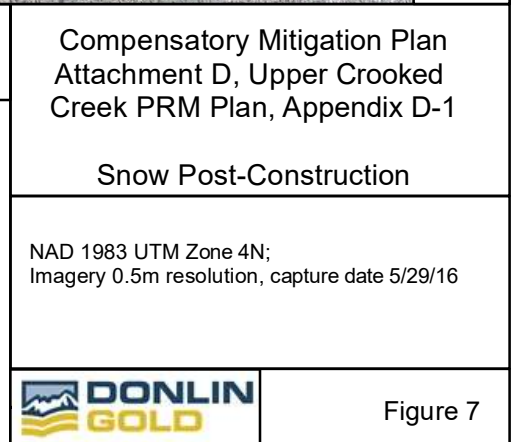 Compensatory Mitigation Plan
Attachment D, Upper Crooked
Creek PRM Plan, Appendix D-1
Snow Post-Construction
NAD 1983 UTM Zone 4N;
Imagery 0.5m resolution, capture date 5/29/16
DONLIN
GOLD
Figure 7